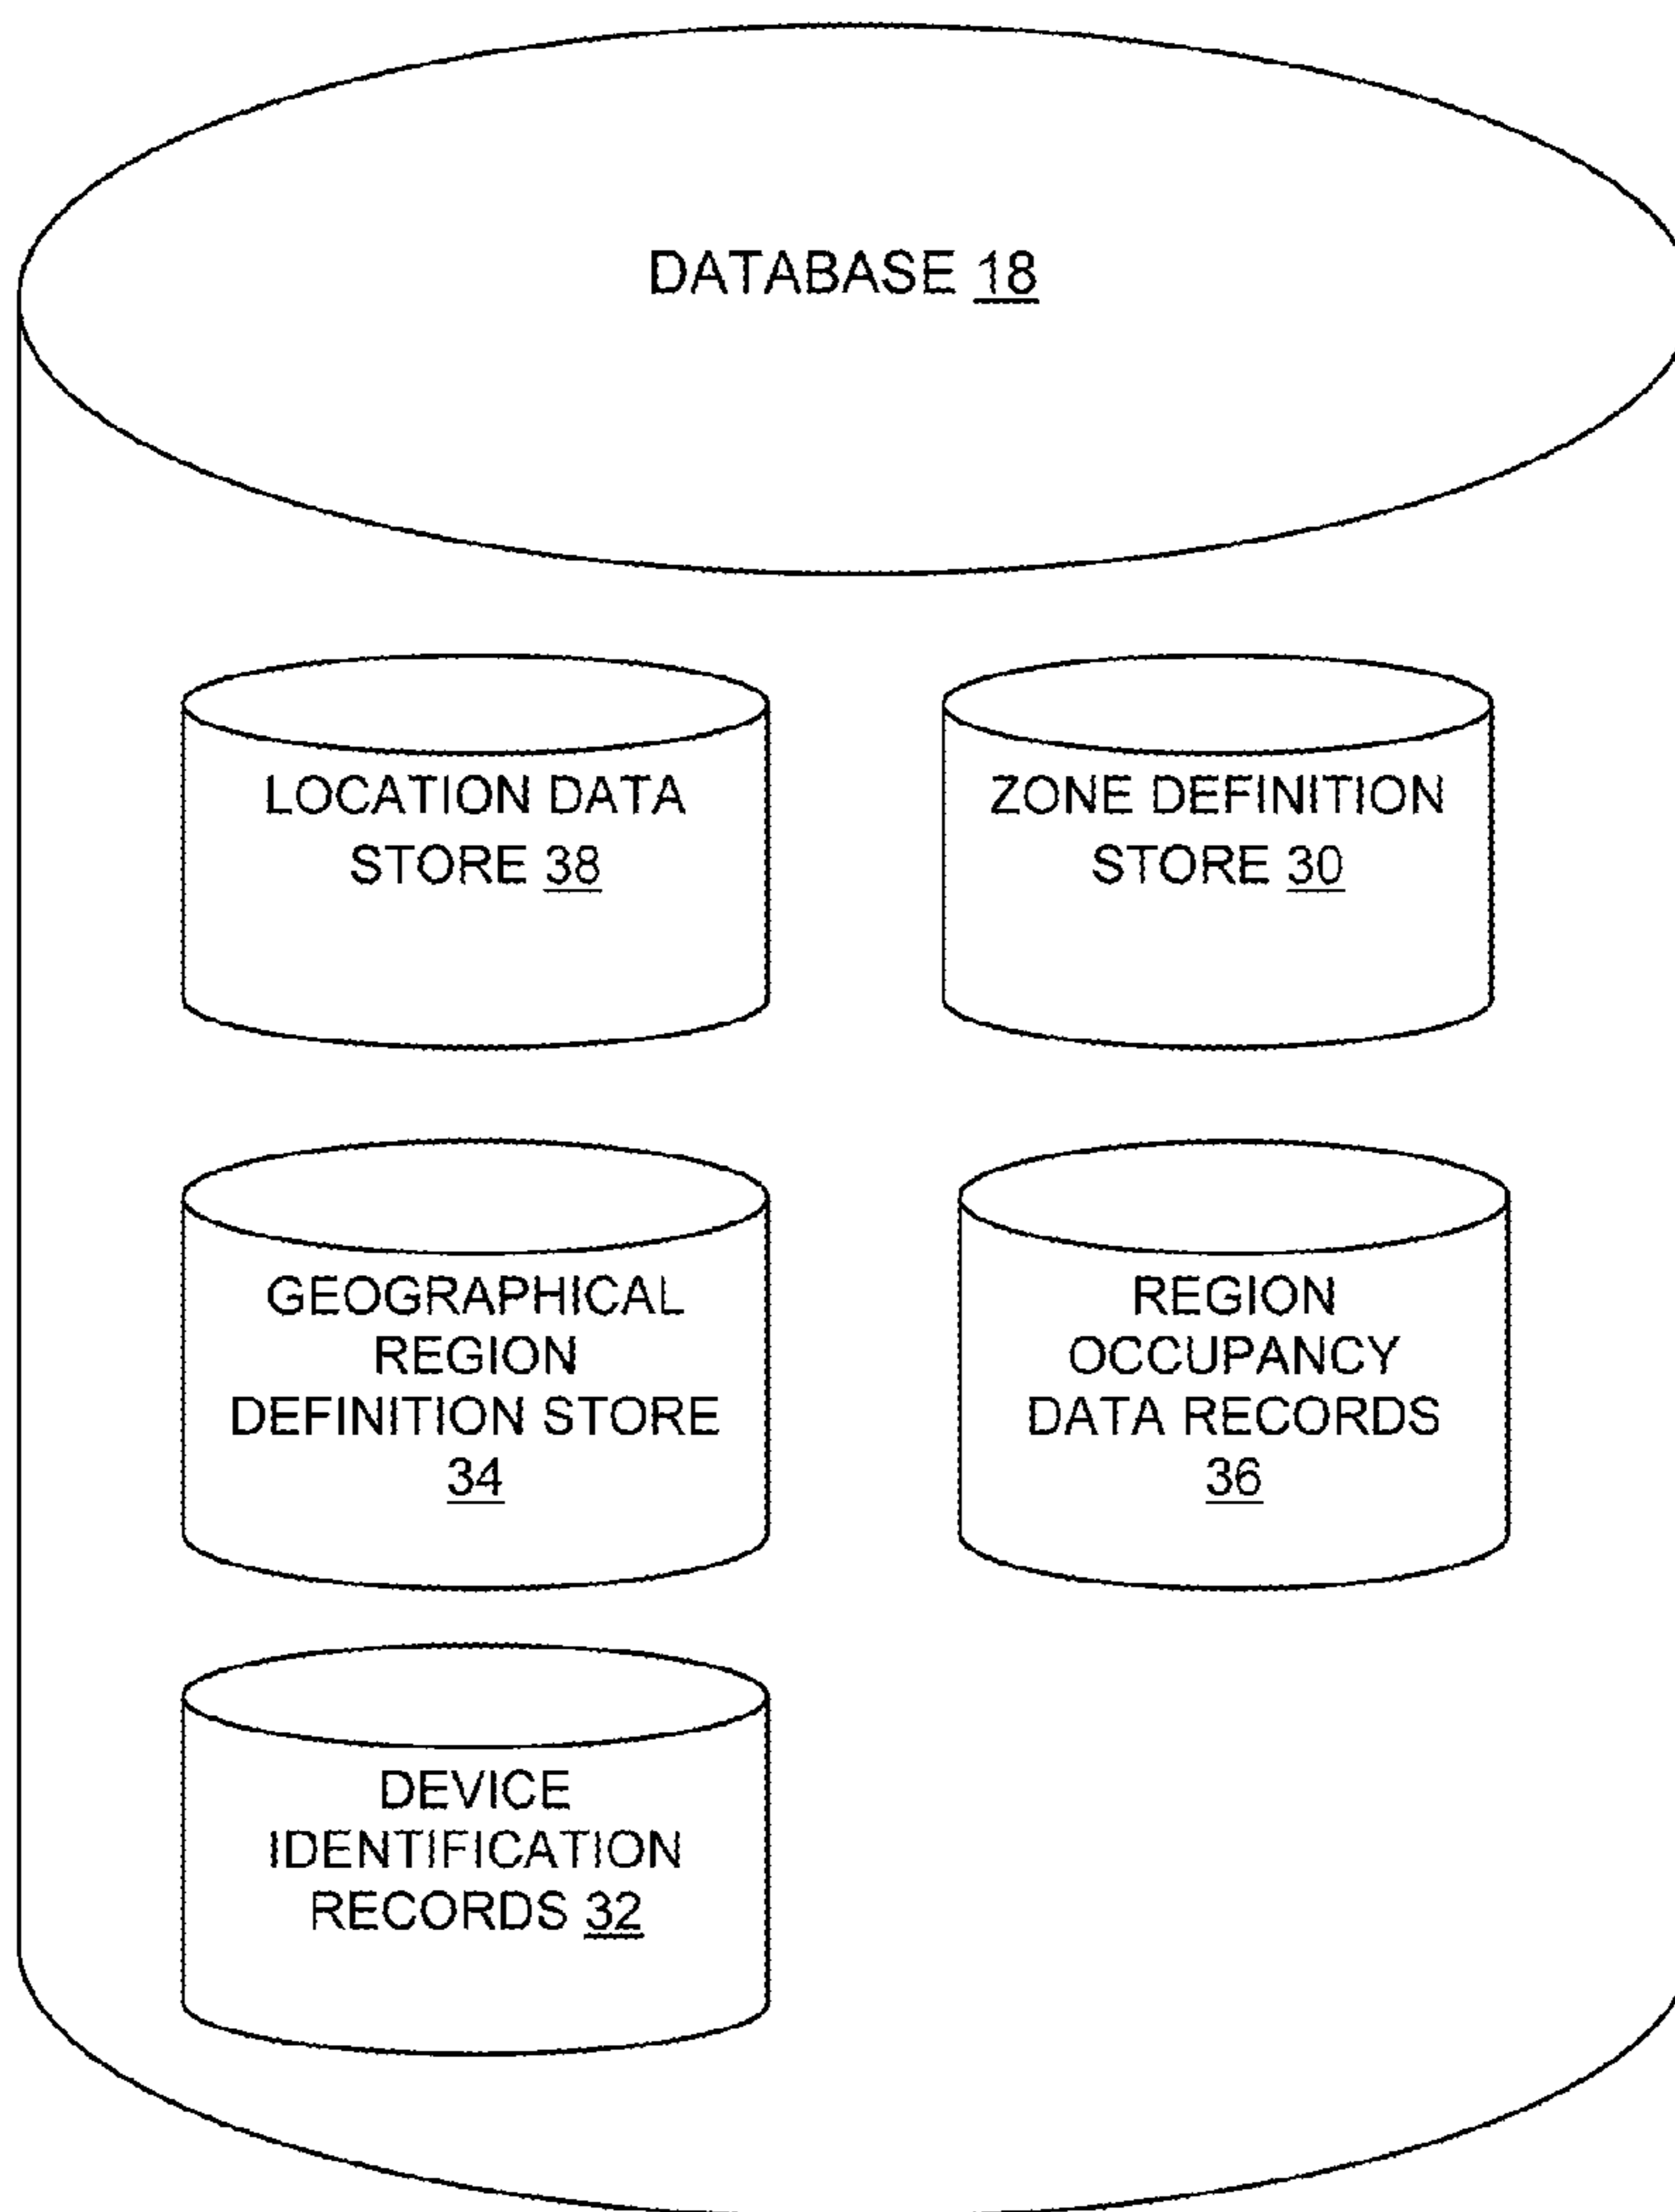 DATABASE 18
LOCATION DATA
STORE 38
ZONE DEFINITION
STORE 30
GEOGRAPHICAL
REGION
DEFINITION STORE
34
REGION
OCCUPANCY
DATA RECORDS
36
DEVICE
IDENTIFICATION
RECORDS 32